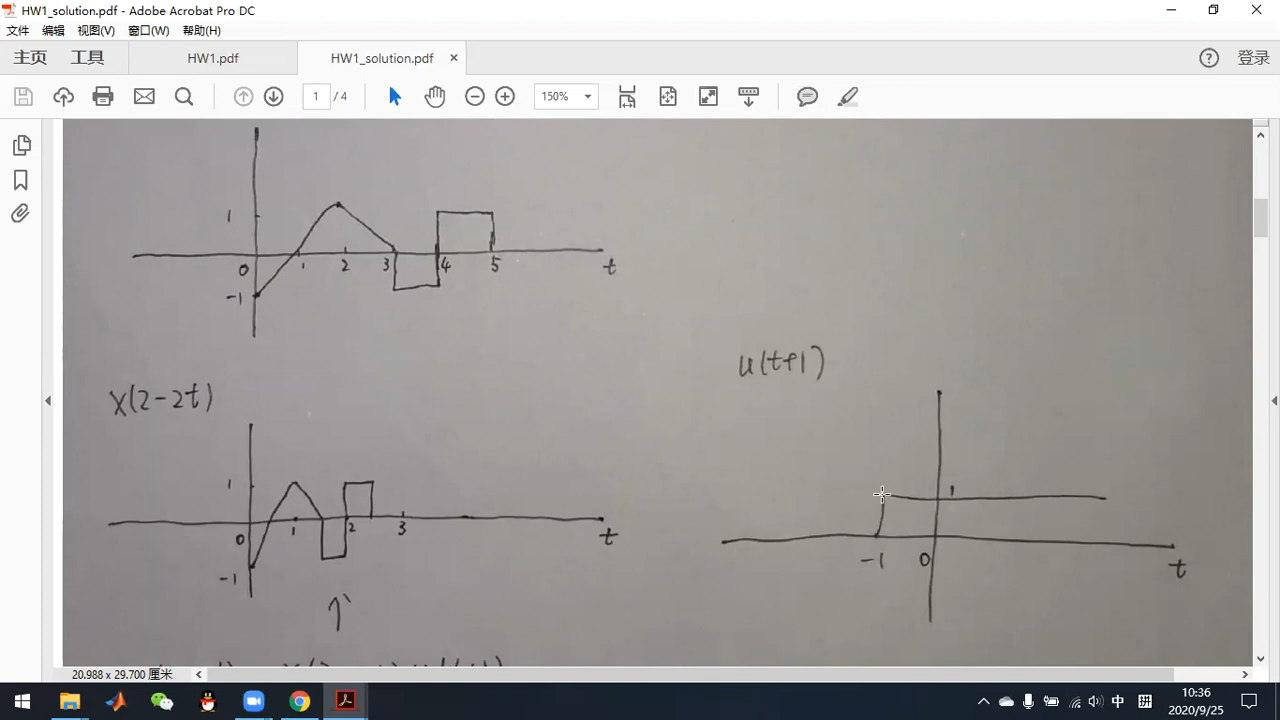 HW1_solution.pdf - Adobe Acrobat Pro DC
文件 编辑 视图(V) 窗口(W) 帮助(H)
主页 工具 HW1.pdf HW1_solution.pdf × ? 登录
1 / 4 150%
1
0 1 2 3 4 5 t
-1
u(t+1)
x(2-2t)
1 1
0 1 2 3 t
-1 0 t
-1
20.988 x 29.700 厘米
中 拼 10:36
2020/9/25